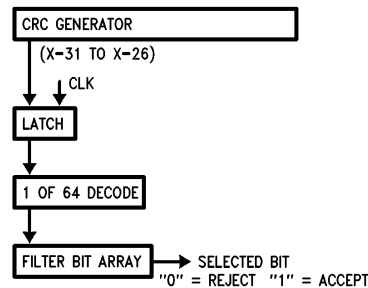 CRC GENERATOR
(X-31 TO X-26)
CLK
LATCH
1 OF 64 DECODE
FILTER BIT ARRAY
SELECTED BIT
"0" = REJECT "1" = ACCEPT